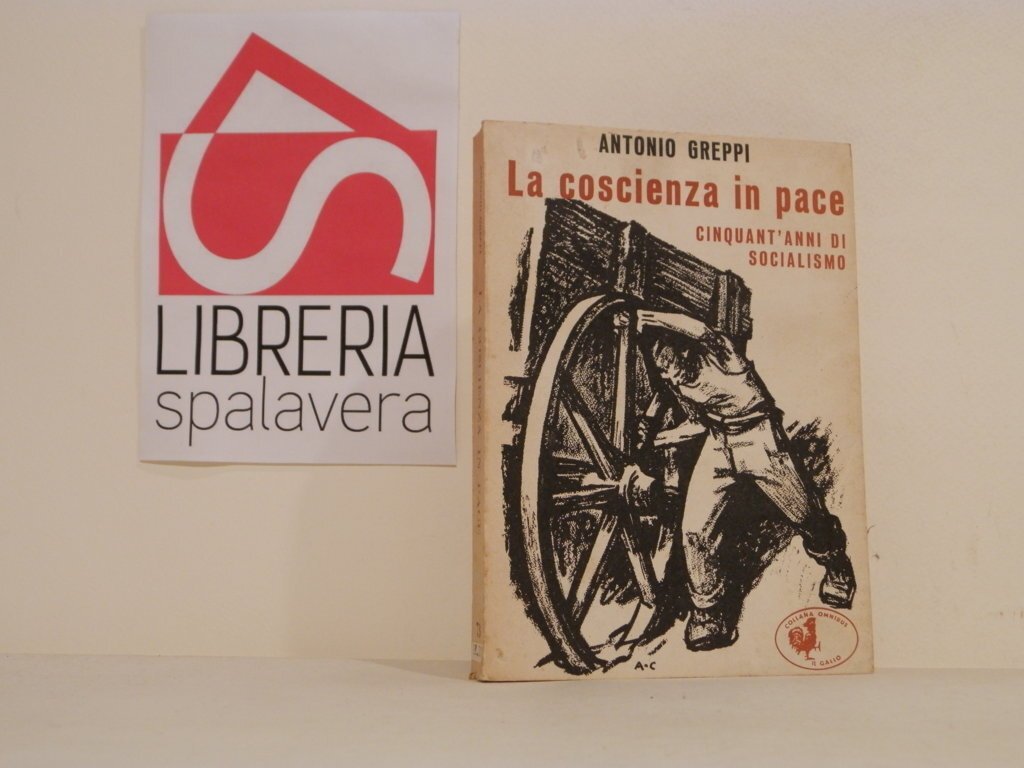 LIBRERIA
spalavera
ANTONIO GREPPI
La coscienza in pace
CINQUANT'ANNI DI
SOCIALISMO
A•C
COLLANA OMNIBUS
IL GALLO